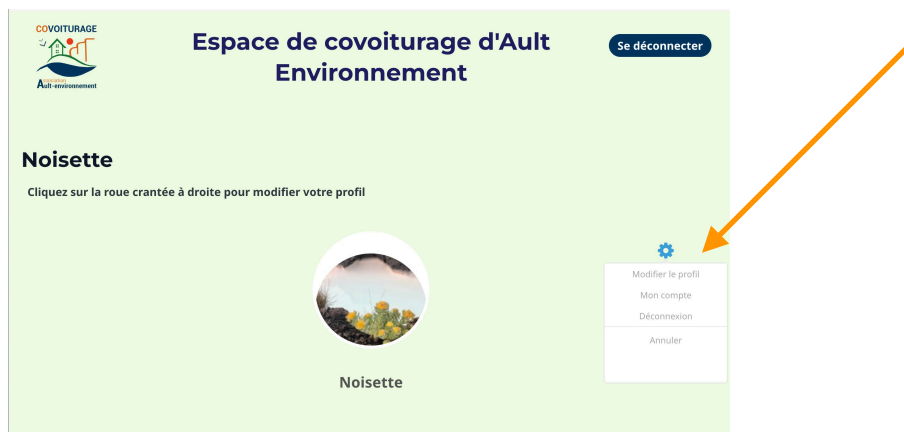 COVOITURAGE
Association
Ault-environnement
Espace de covoiturage d'Ault
Environnement
Se déconnecter
Noisette
Cliquez sur la roue crantée à droite pour modifier votre profil
Modifier le profil
Mon compte
Déconnexion
Annuler
Noisette